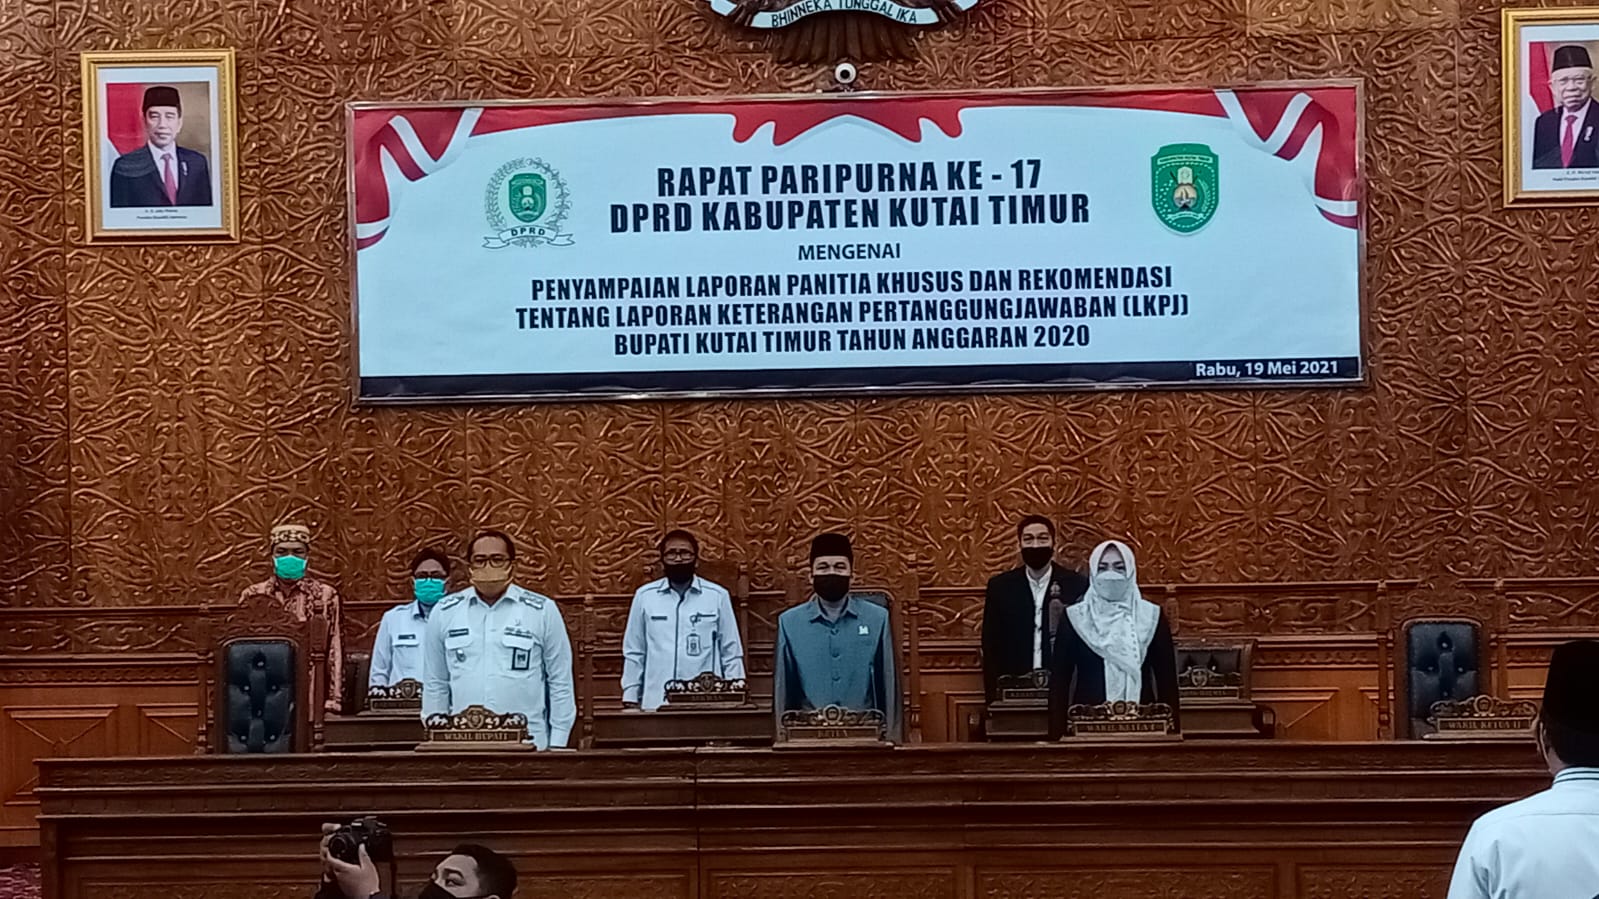 BHINNEKA TUNGGAL IKA
RAPAT PARIPURNA KE - 17
DPRD KABUPATEN KUTAI TIMUR
MENGENAI
PENYAMPAIAN LAPORAN PANITIA KHUSUS DAN REKOMENDASI
TENTANG LAPORAN KETERANGAN PERTANGGUNGJAWABAN (LKPJ)
BUPATI KUTAI TIMUR TAHUN ANGGARAN 2020
Rabu, 19 Mei 2021
DPRD
WAKIL BUPATI
KETUA
WAKIL KETUA I
WAKIL KETUA II